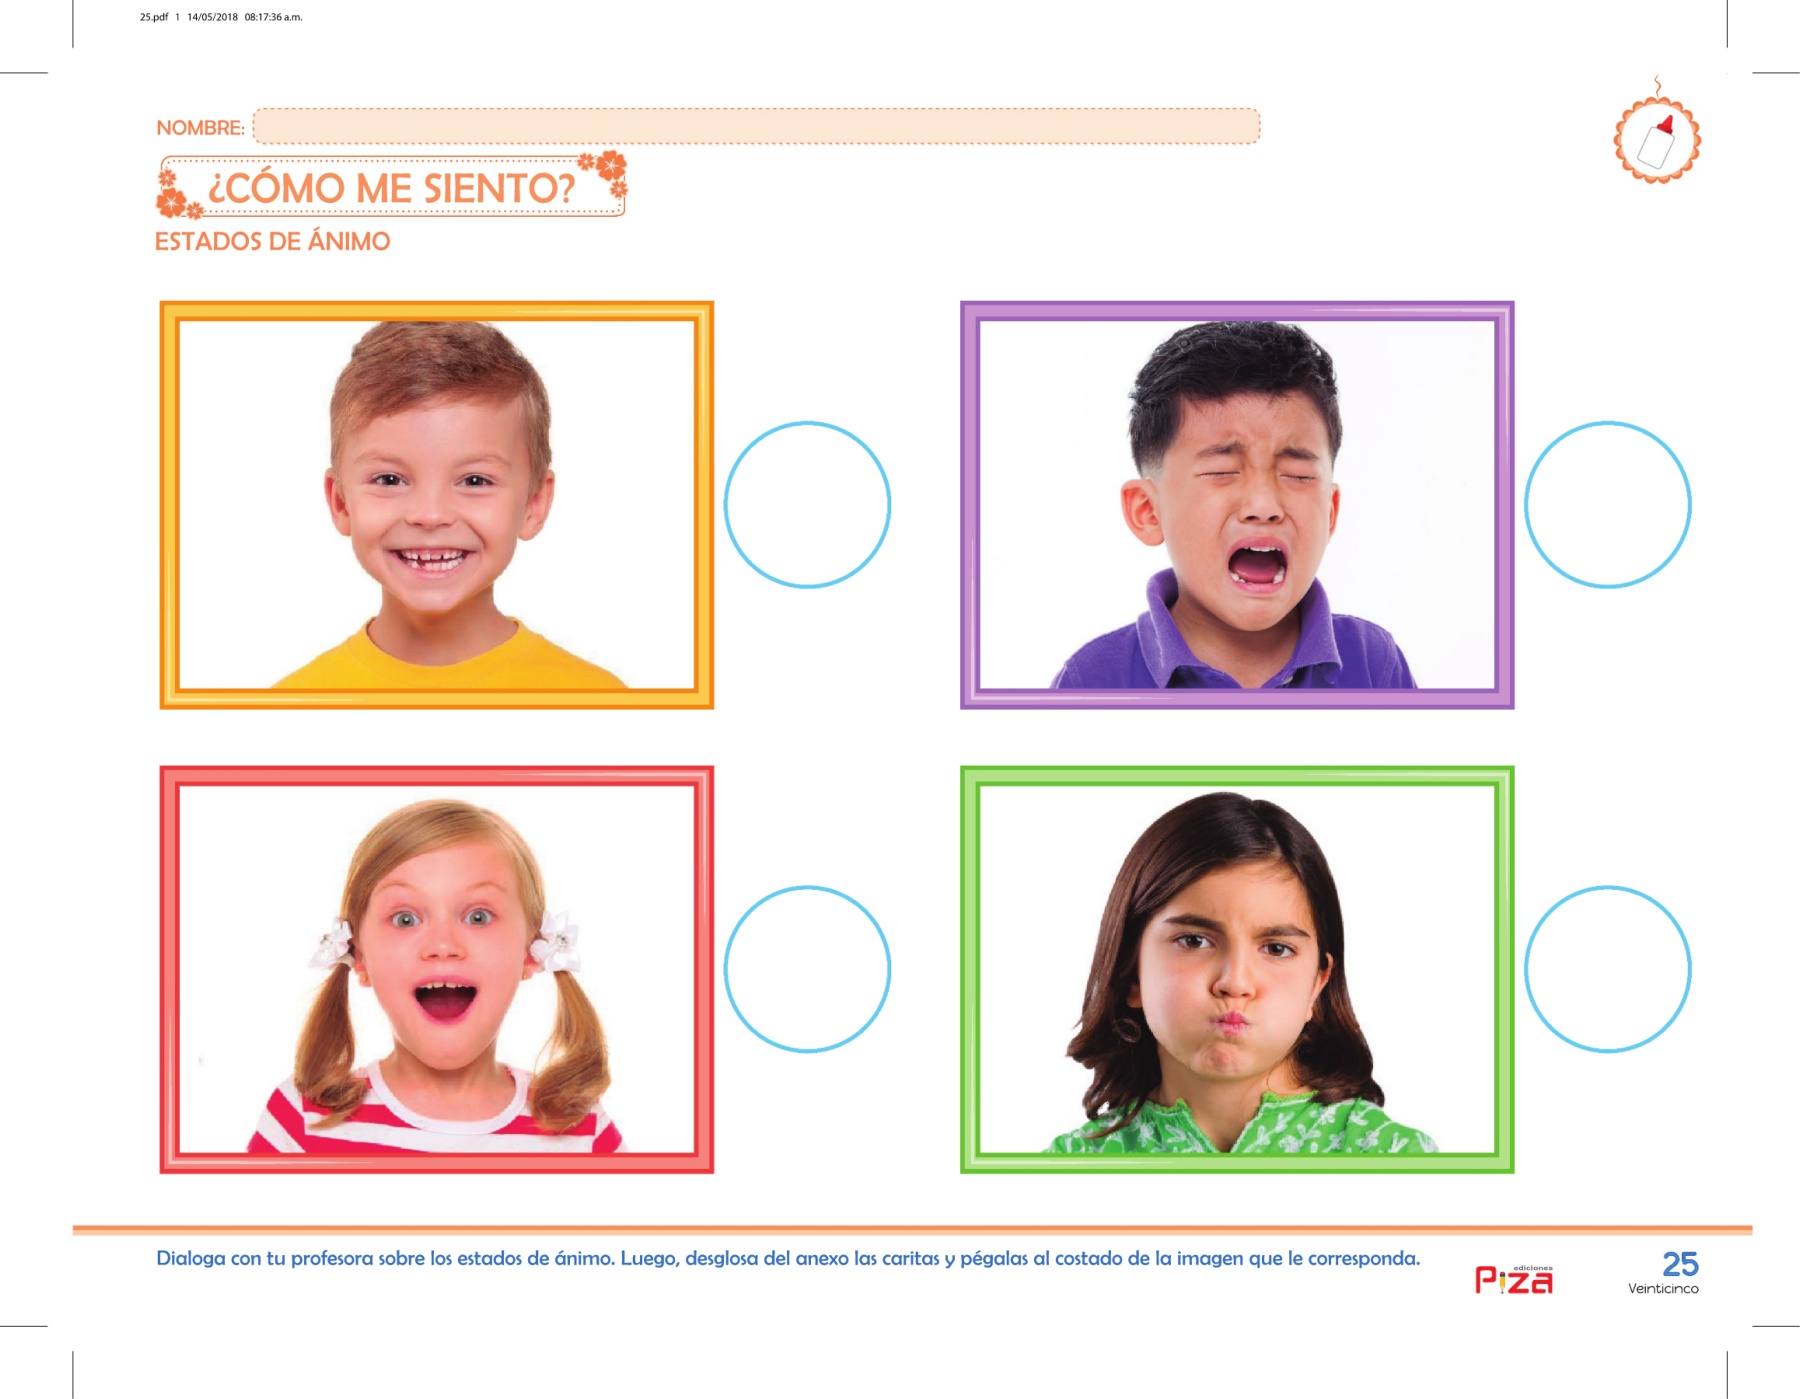 25.pdf 1 14/05/2018 08:17:36 a.m.
NOMBRE:
¿CÓMO ME SIENTO?
ESTADOS DE ÁNIMO
Dialoga con tu profesora sobre los estados de ánimo. Luego, desglosa del anexo las caritas y pégalas al costado de la imagen que le corresponda.
ediciones
Piza
25
Veinticinco